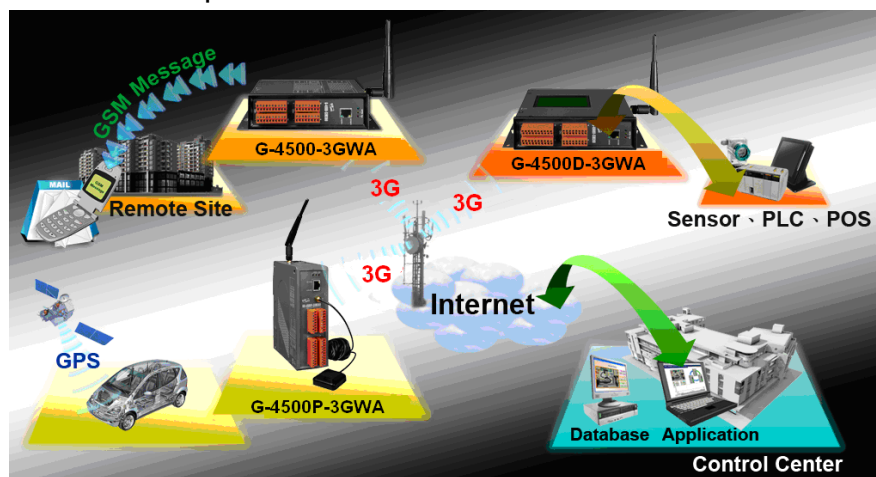 GSM Message
G-4500-3GWA
G-4500D-3GWA
MAIL
Remote Site
3G
3G
Sensor、PLC、POS
3G
Internet
GPS
G-4500P-3GWA
Database
Application
Control Center